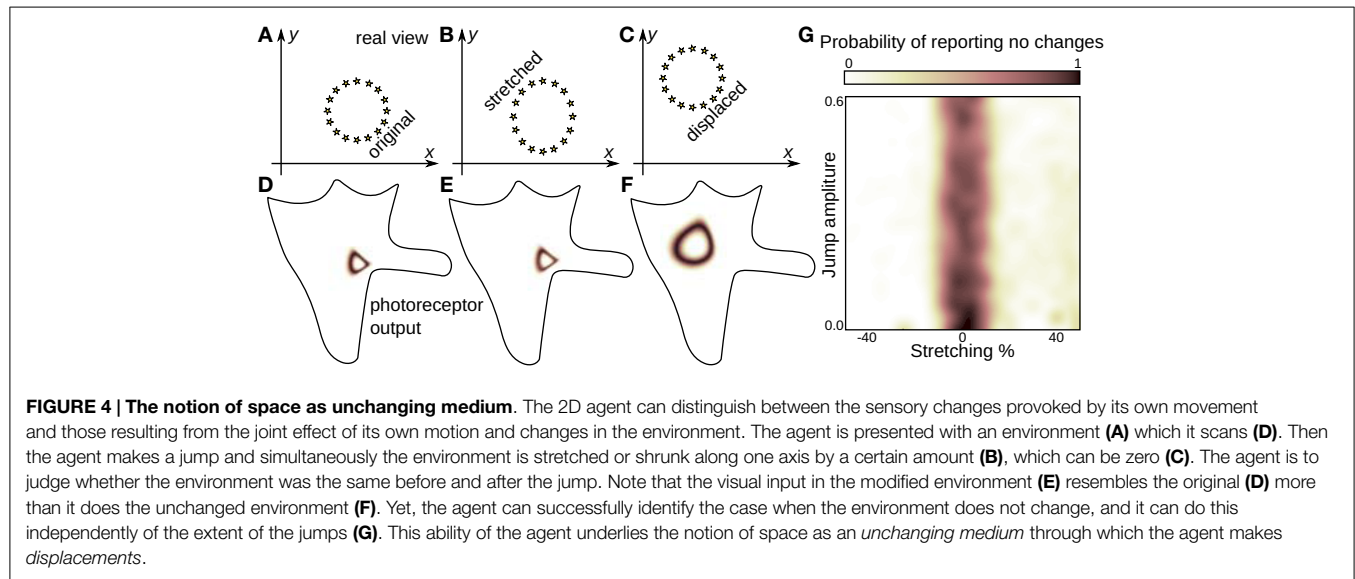 A y real view
original
x
B y
stretched
x
C y
displaced
x
D
photoreceptor
output
E
F
G Probability of reporting no changes
0 1
0.6
Jump amplitute
0.0
-40 0 40
Stretching %
FIGURE 4 | The notion of space as unchanging medium. The 2D agent can distinguish between the sensory changes provoked by its own movement
and those resulting from the joint effect of its own motion and changes in the environment. The agent is presented with an environment (A) which it scans (D). Then
the agent makes a jump and simultaneously the environment is stretched or shrunk along one axis by a certain amount (B), which can be zero (C). The agent is to
judge whether the environment was the same before and after the jump. Note that the visual input in the modified environment (E) resembles the original (D) more
than it does the unchanged environment (F). Yet, the agent can successfully identify the case when the environment does not change, and it can do this
independently of the extent of the jumps (G). This ability of the agent underlies the notion of space as an unchanging medium through which the agent makes
displacements.